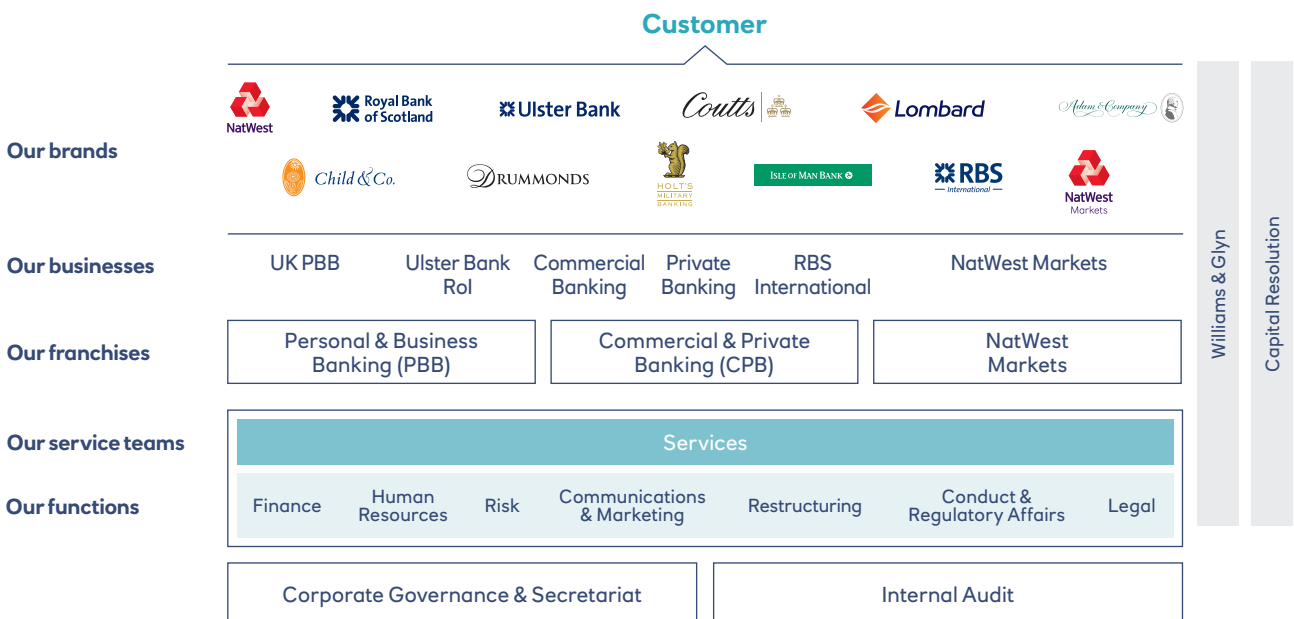 Customer
Our brands
NatWest
Royal Bank
of Scotland
Ulster Bank
Coutts
Lombard
Adam & Company
Child & Co.
DRUMMONDS
HOLT'S
MILITARY
BANKING
ISLE OF MAN BANK
RBS
International
NatWest
Markets
Our businesses
UK PBB
Ulster Bank
RoI
Commercial
Banking
Private
Banking
RBS
International
NatWest Markets
Our franchises
Personal & Business
Banking (PBB)
Commercial & Private
Banking (CPB)
NatWest
Markets
Our service teams
Services
Our functions
Finance
Human
Resources
Risk
Communications
& Marketing
Restructuring
Conduct &
Regulatory Affairs
Legal
Corporate Governance & Secretariat
Internal Audit
Williams & Glyn
Capital Resolution